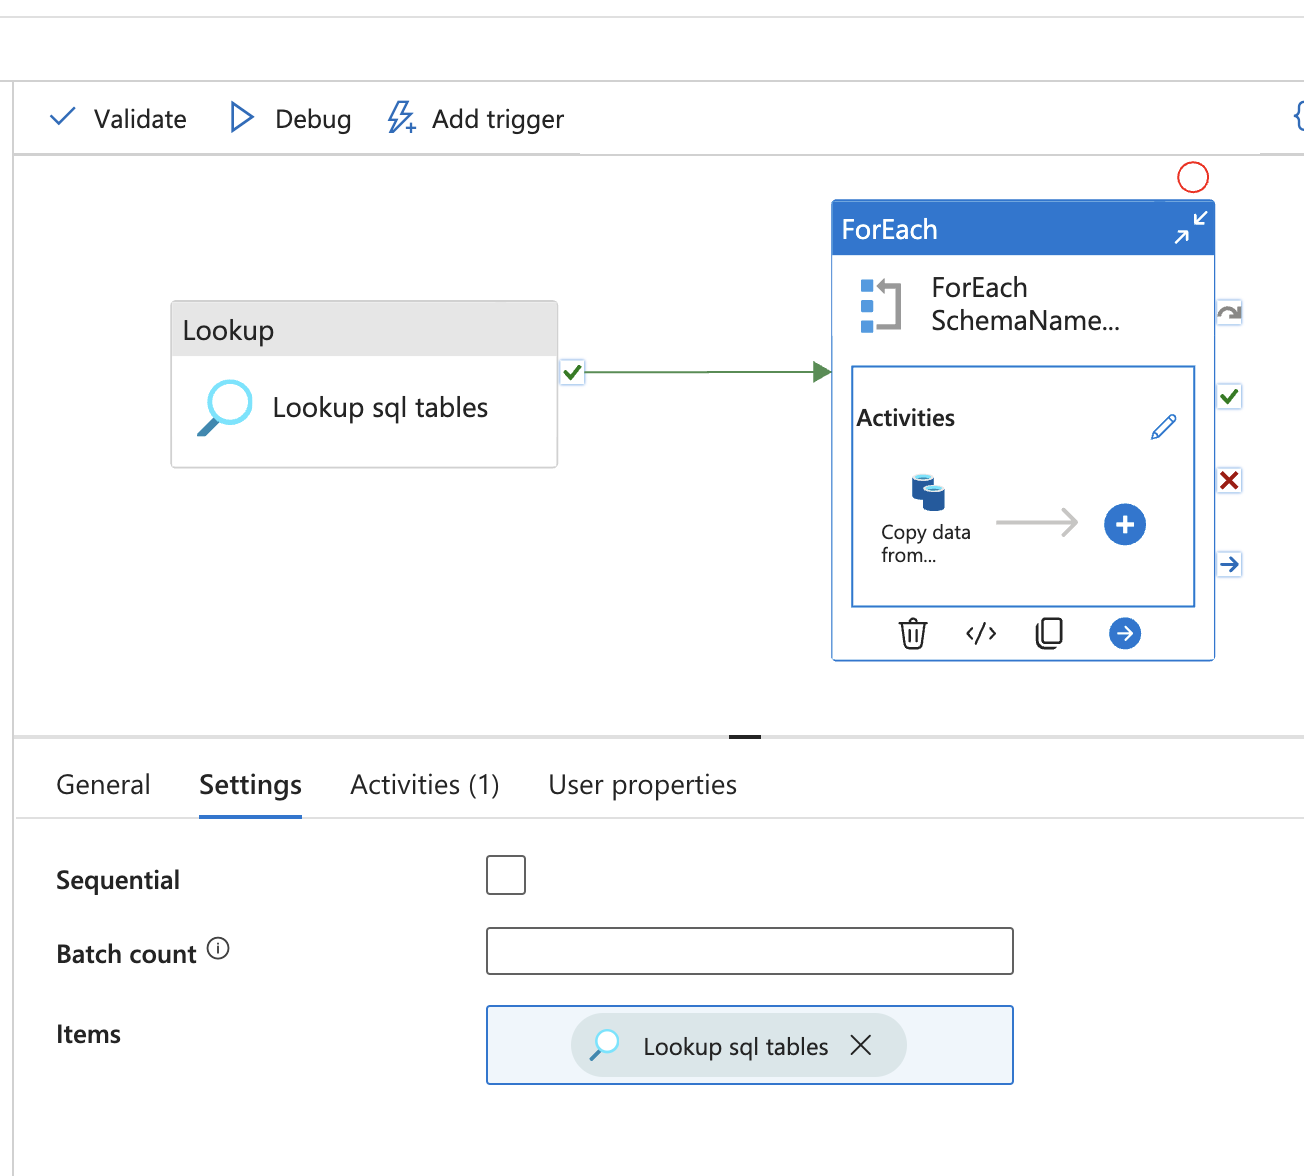 Validate Debug Add trigger
ForEach
ForEach
SchemaName...
Lookup
Lookup sql tables
Activities
Copy data
from...
General Settings Activities (1) User properties
Sequential
Batch count
Items
Lookup sql tables